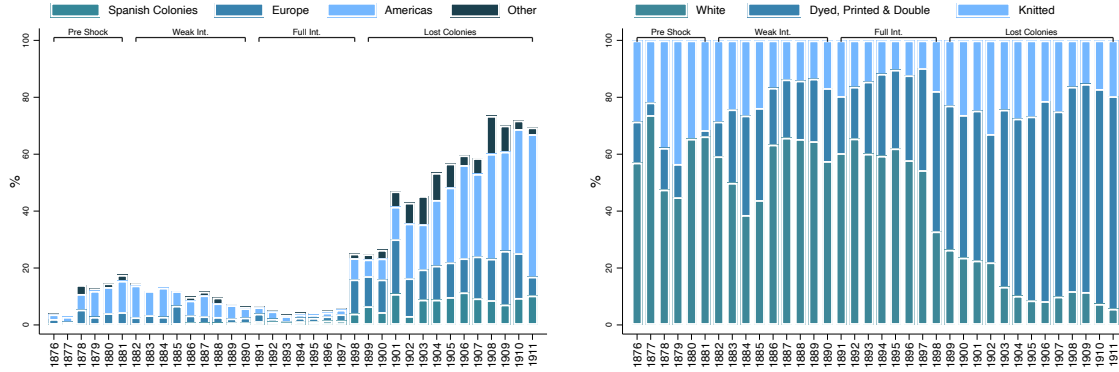 Spanish Colonies Europe Americas Other
Pre Shock Weak Int. Full Int. Lost Colonies
100
80
60
40
20
0
%
1876 1877 1878 1879 1880 1881 1882 1883 1884 1885 1886 1887 1888 1889 1890 1891 1892 1893 1894 1895 1896 1897 1898 1899 1900 1901 1902 1903 1904 1905 1906 1907 1908 1909 1910 1911
White Dyed, Printed & Double Knitted
Pre Shock Weak Int. Full Int. Lost Colonies
100
80
60
40
20
0
%
1876 1877 1878 1879 1880 1881 1882 1883 1884 1885 1886 1887 1888 1889 1890 1891 1892 1893 1894 1895 1896 1897 1898 1899 1900 1901 1902 1903 1904 1905 1906 1907 1908 1909 1910 1911